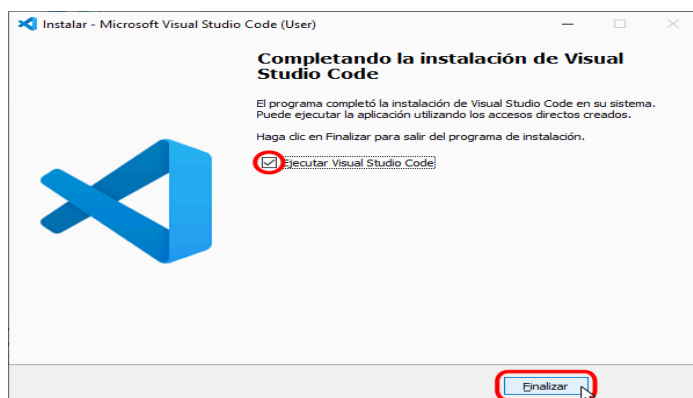 Instalar - Microsoft Visual Studio Code (User)
Completando la instalación de Visual
Studio Code
El programa completó la instalación de Visual Studio Code en su sistema.
Puede ejecutar la aplicación utilizando los accesos directos creados.
Haga clic en Finalizar para salir del programa de instalación.
Ejecutar Visual Studio Code
Finalizar